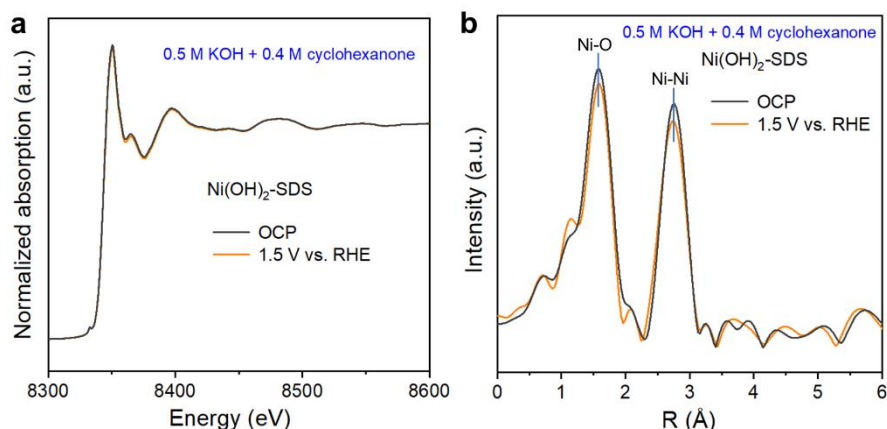 a
0.5 M KOH + 0.4 M cyclohexanone
Normalized absorption (a.u.)
Ni(OH)2-SDS
OCP
1.5 V vs. RHE
8300 8400 8500 8600
Energy (eV)
b
0.5 M KOH + 0.4 M cyclohexanone
Ni-O
Ni(OH)2-SDS
Ni-Ni
OCP
1.5 V vs. RHE
Intensity (a.u.)
0 1 2 3 4 5 6
R (Å)